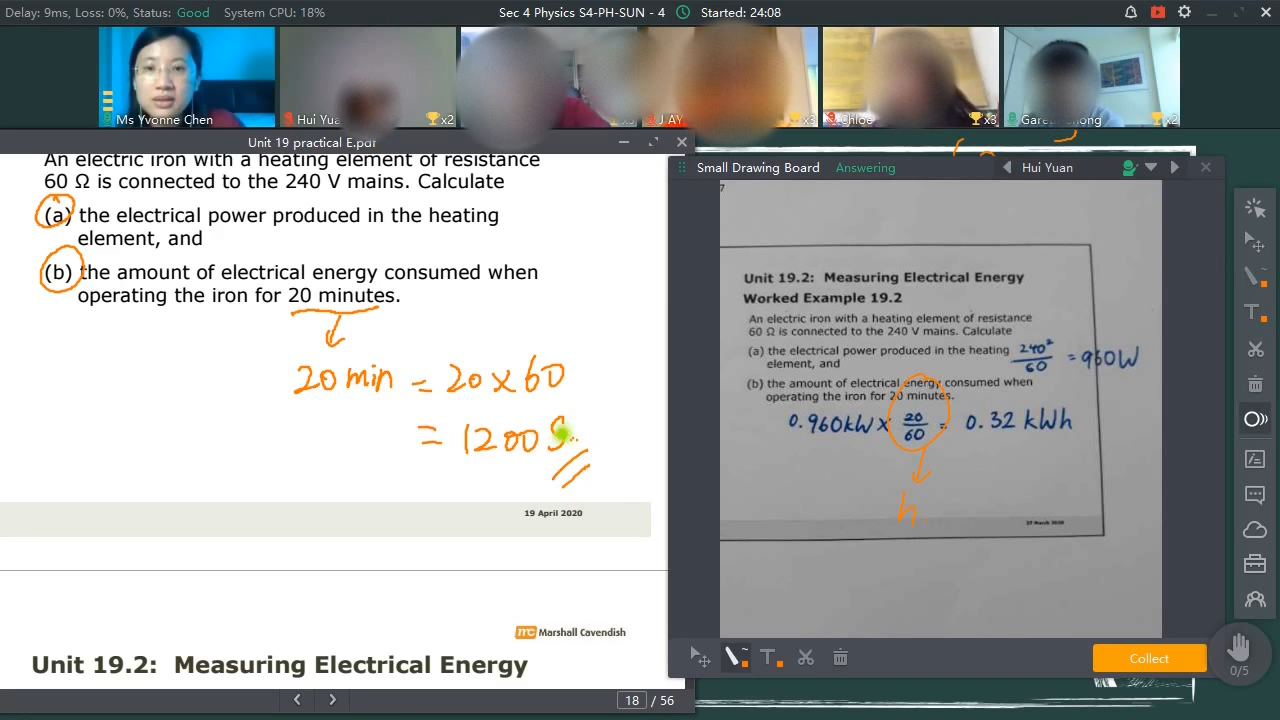 Delay: 9ms, Loss: 0%, Status: Good System CPU: 18%
Sec 4 Physics S4-PH-SUN - 4 Started: 24:08
Ms Yvonne Chen
Hui Yua
x2
J AY
x3
Chloe
x3
x2
Unit 19 practical E.pdf
An electric iron with a heating element of resistance
60 Ω is connected to the 240 V mains. Calculate
(a) the electrical power produced in the heating
element, and
(b) the amount of electrical energy consumed when
operating the iron for 20 minutes.
20 min = 20 x 60
= 1200 S
19 April 2020
mc Marshall Cavendish
Unit 19.2: Measuring Electrical Energy
18 / 56
Small Drawing Board Answering Hui Yuan
7
Unit 19.2: Measuring Electrical Energy
Worked Example 19.2
An electric iron with a heating element of resistance
60 Ω is connected to the 240 V mains. Calculate
(a) the electrical power produced in the heating 240²/60 = 960W
element, and
(b) the amount of electrical energy consumed when
operating the iron for 20 minutes.
0.960kW x 20/60 = 0.32 kWh
h
27 March 2020
Collect
0/5